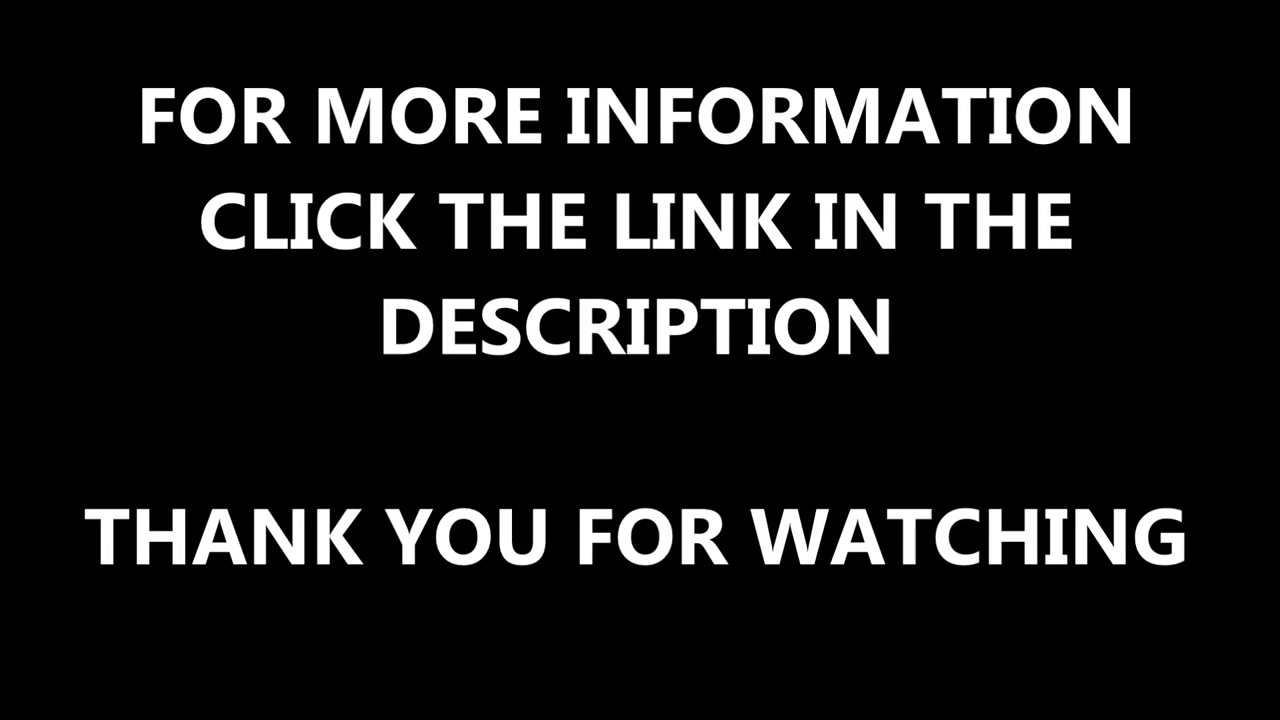 FOR MORE INFORMATION
CLICK THE LINK IN THE
DESCRIPTION
THANK YOU FOR WATCHING